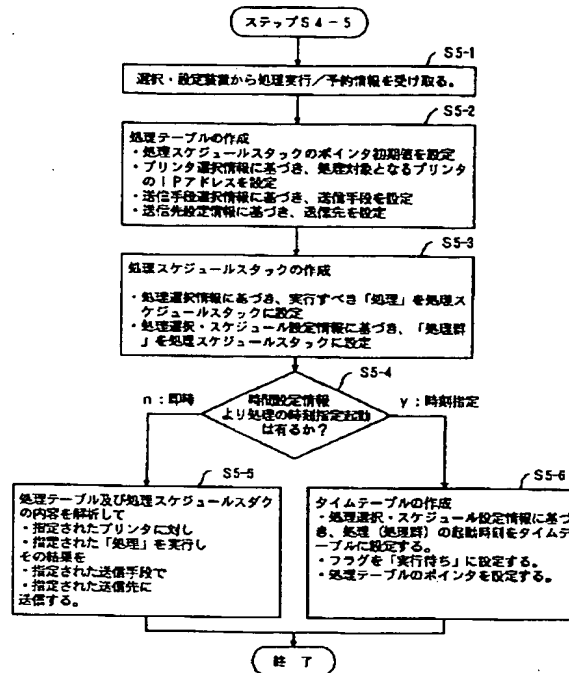 ステップS4-5
S5-1
選択・設定装置から処理実行/予約情報を受け取る。
S5-2
処理テーブルの作成
・処理スケジュールスタックのポインタ初期値を設定
・プリンタ選択情報に基づき、処理対象となるプリンタ
のIPアドレスを設定
・送信手段選択情報に基づき、送信手段を設定
・送信先設定情報に基づき、送信先を設定
S5-3
処理スケジュールスタックの作成
・処理選択情報に基づき、実行すべき「処理」を処理ス
ケジュールスタックに設定
・処理選択・スケジュール設定情報に基づき、「処理群
」を処理スケジュールスタックに設定
S5-4
時間設定情報
より処理の時刻指定起動
は有るか?
n:即時
y:時刻指定
S5-5
処理テーブル及び処理スケジュールスダク
の内容を解析して
・指定されたプリンタに対し
・指定された「処理」を実行し
その結果を
・指定された送信手段で
・指定された送信先に
送信する。
S5-6
タイムテーブルの作成
・処理選択・スケジュール設定情報に基づ
き、処理(処理群)の起動時刻をタイムテ
ーブルに設定する。
・フラグを「実行待ち」に設定する。
・処理テーブルのポインタを設定する。
終了